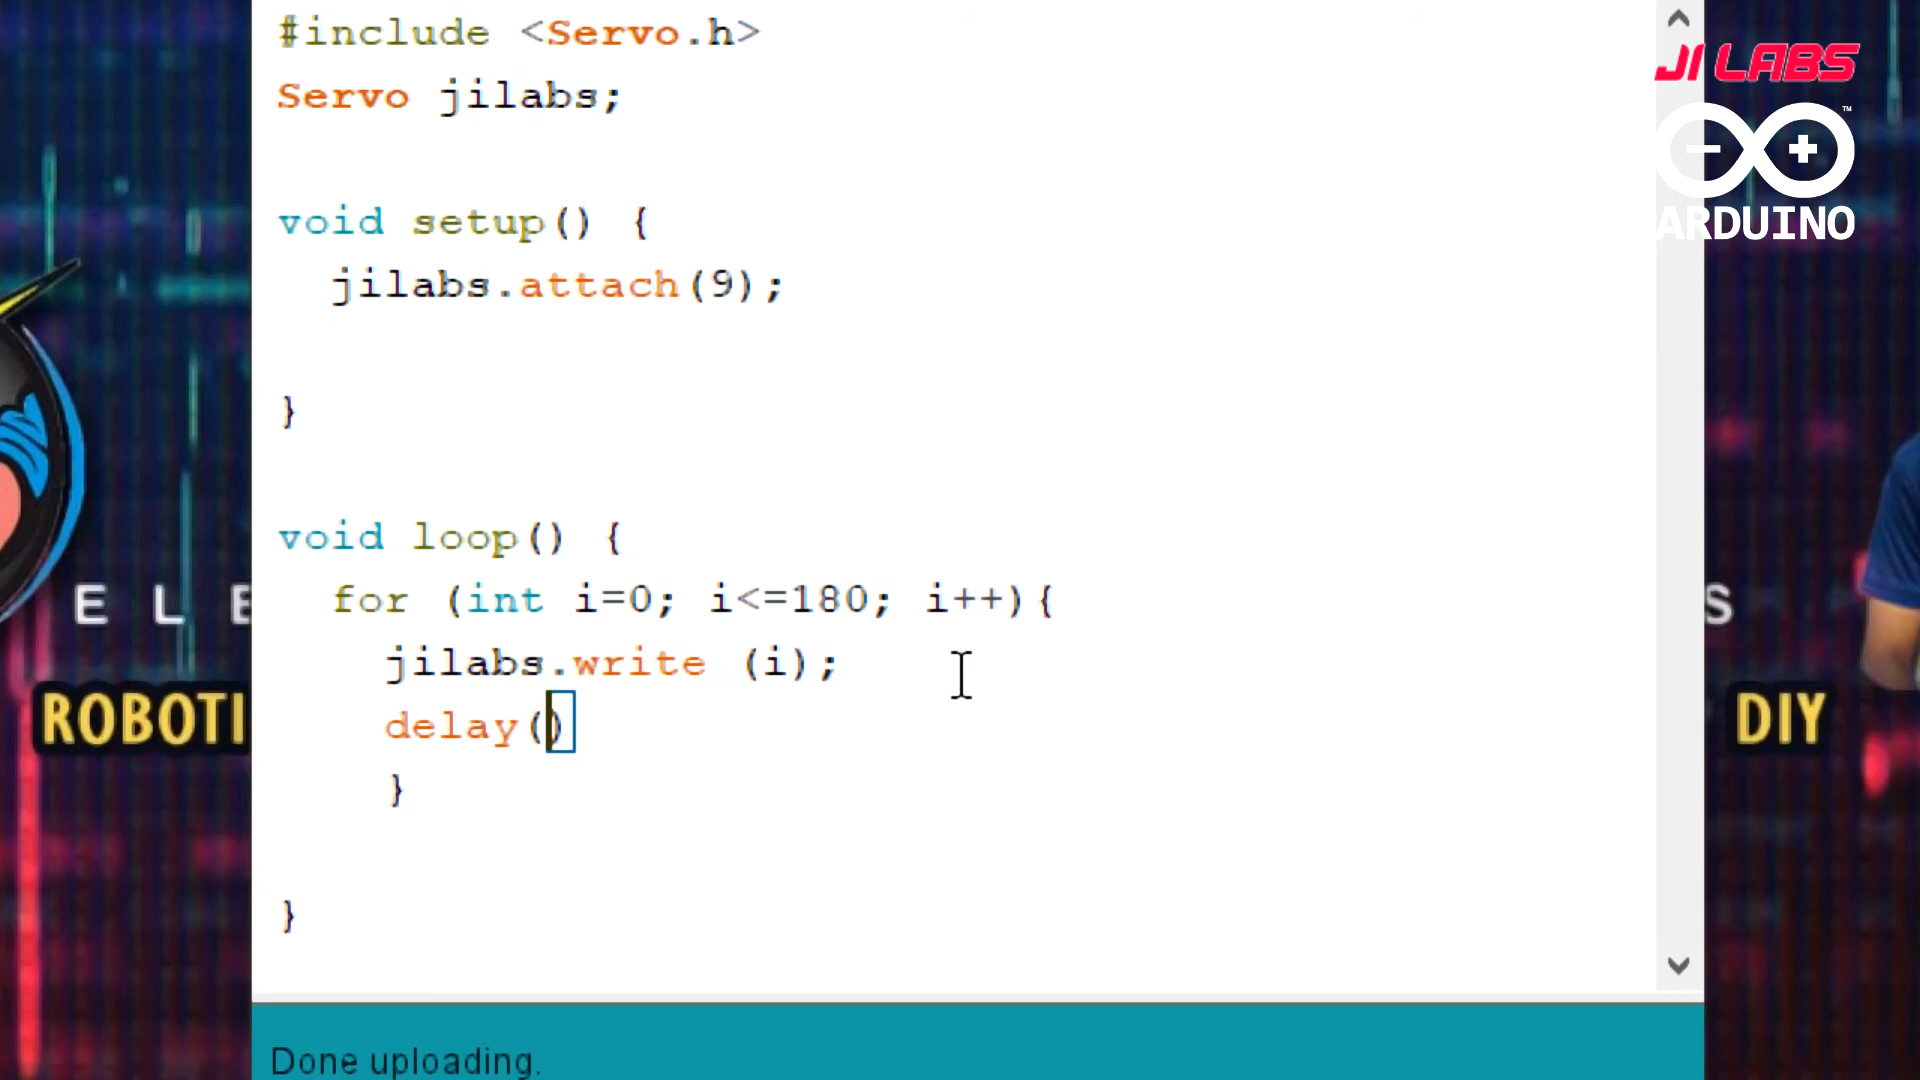 #include <Servo.h>
Servo jilabs;
void setup() {
jilabs.attach(9);
}
void loop() {
for (int i=0; i<=180; i++){
jilabs.write (i);
delay()
}
}
Done uploading.
JI LABS
ARDUINO
TM
E L E
S
ROBOTI
DIY